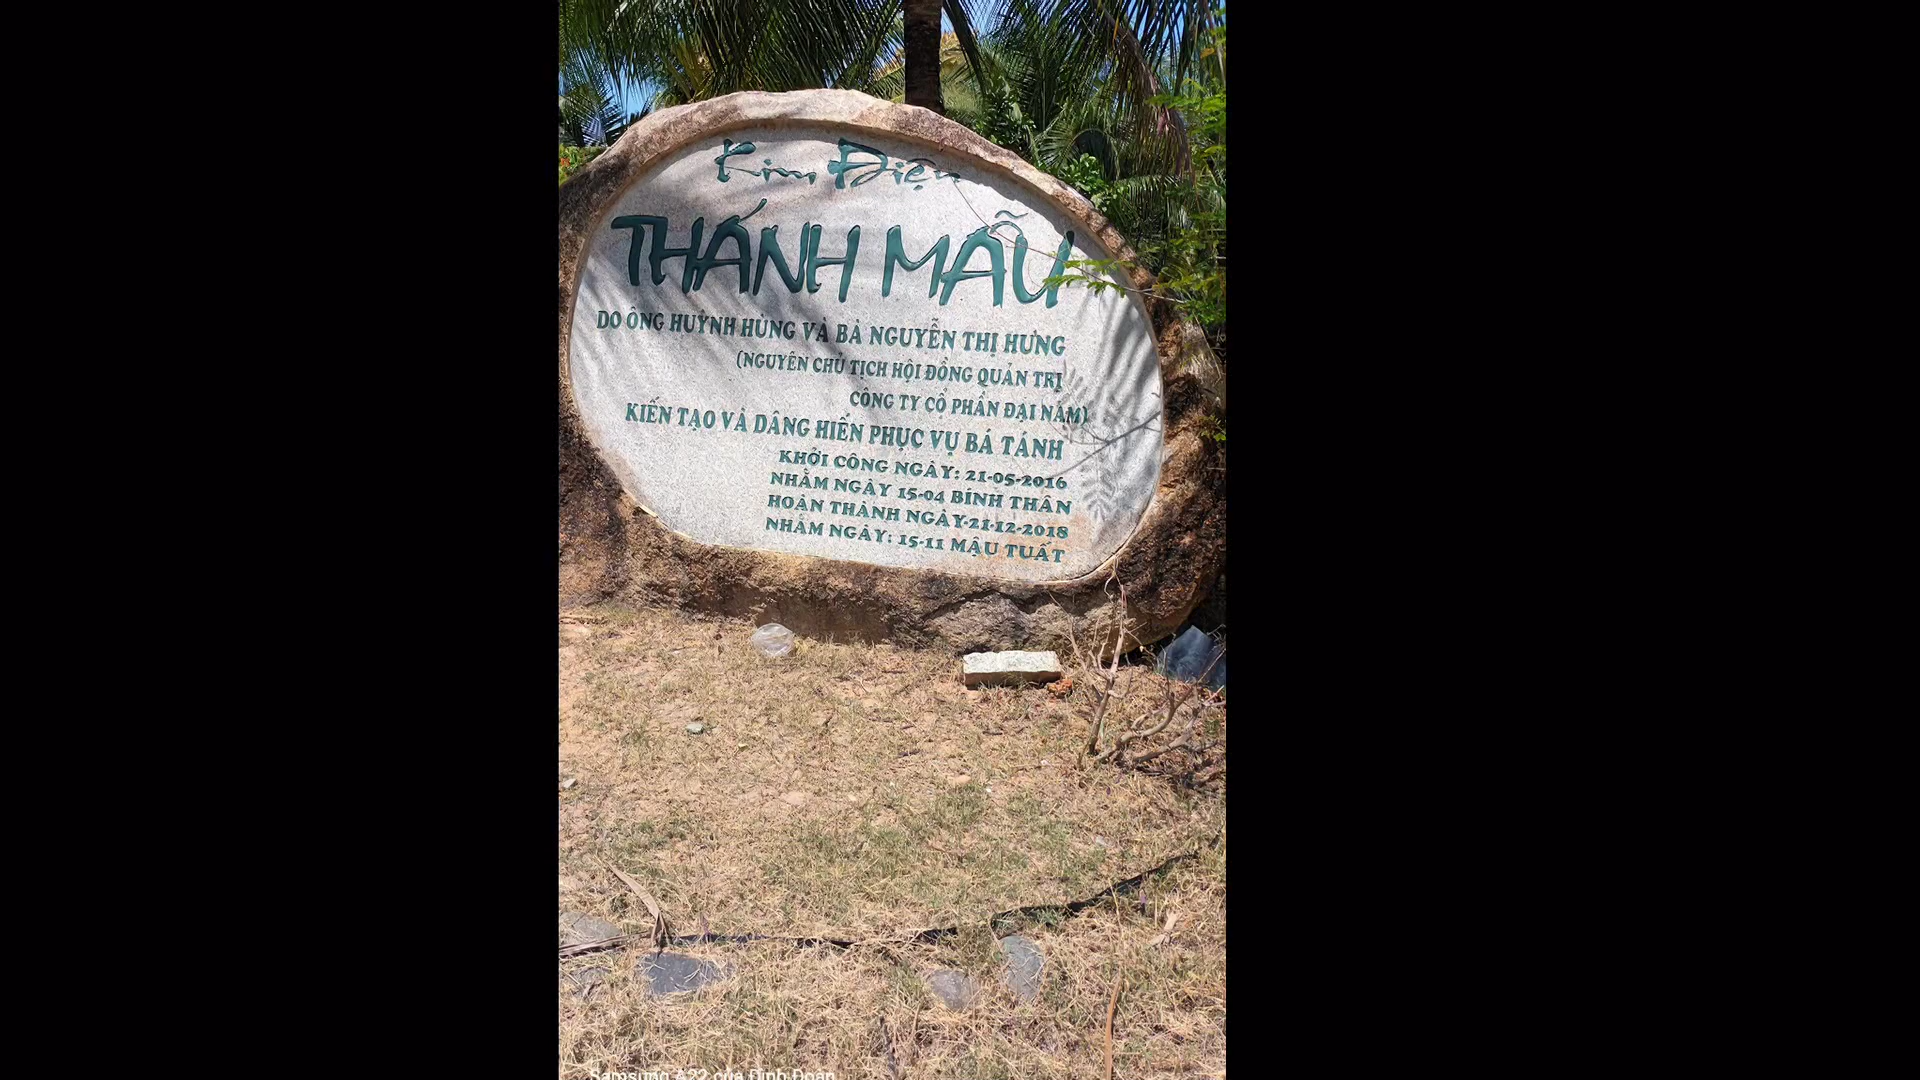 Kim Điện
THÁNH MẪU
DO ÔNG HUỲNH HÙNG VÀ BÀ NGUYỄN THỊ HƯNG
(NGUYÊN CHỦ TỊCH HỘI ĐỒNG QUẢN TRỊ
CÔNG TY CỔ PHẦN ĐẠI NAM)
KIẾN TẠO VÀ DÂNG HIẾN PHỤC VỤ BÁ TÁNH
KHỞI CÔNG NGÀY: 21-05-2016
NHẰM NGÀY 15-04 BÍNH THÂN
HOÀN THÀNH NGÀY-21-12-2018
NHẰM NGÀY: 15-11 MẬU TUẤT
Samsung A22 của Đinh Đoàn